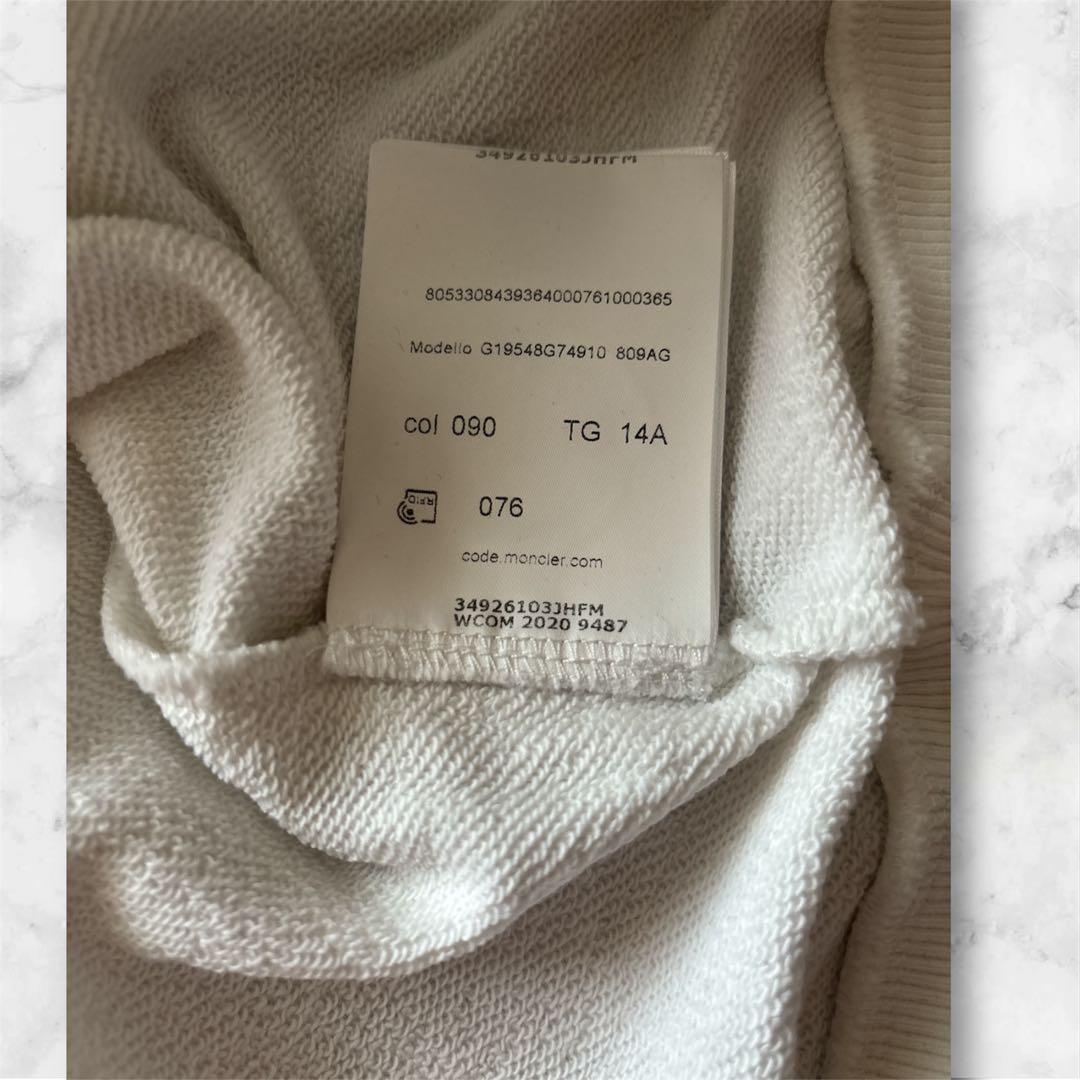 34926103JHFM
8053308439364000761000365
Modello G19548G74910 809AG
col 090 TG 14A
RFID 076
code.moncler.com
34926103JHFM
WCOM 2020 9487